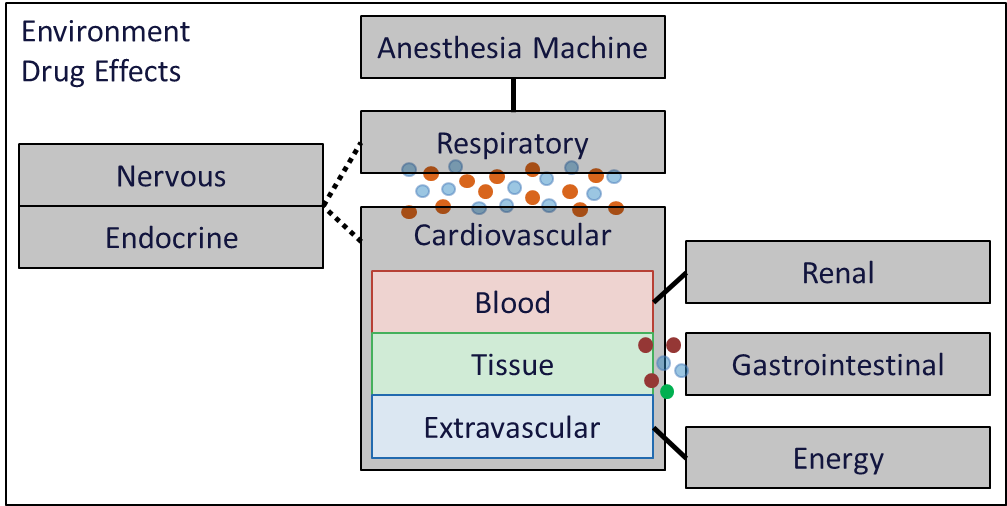 Environment
Drug Effects
Anesthesia Machine
Respiratory
Nervous
Endocrine
Cardiovascular
Blood
Tissue
Extravascular
Renal
Gastrointestinal
Energy